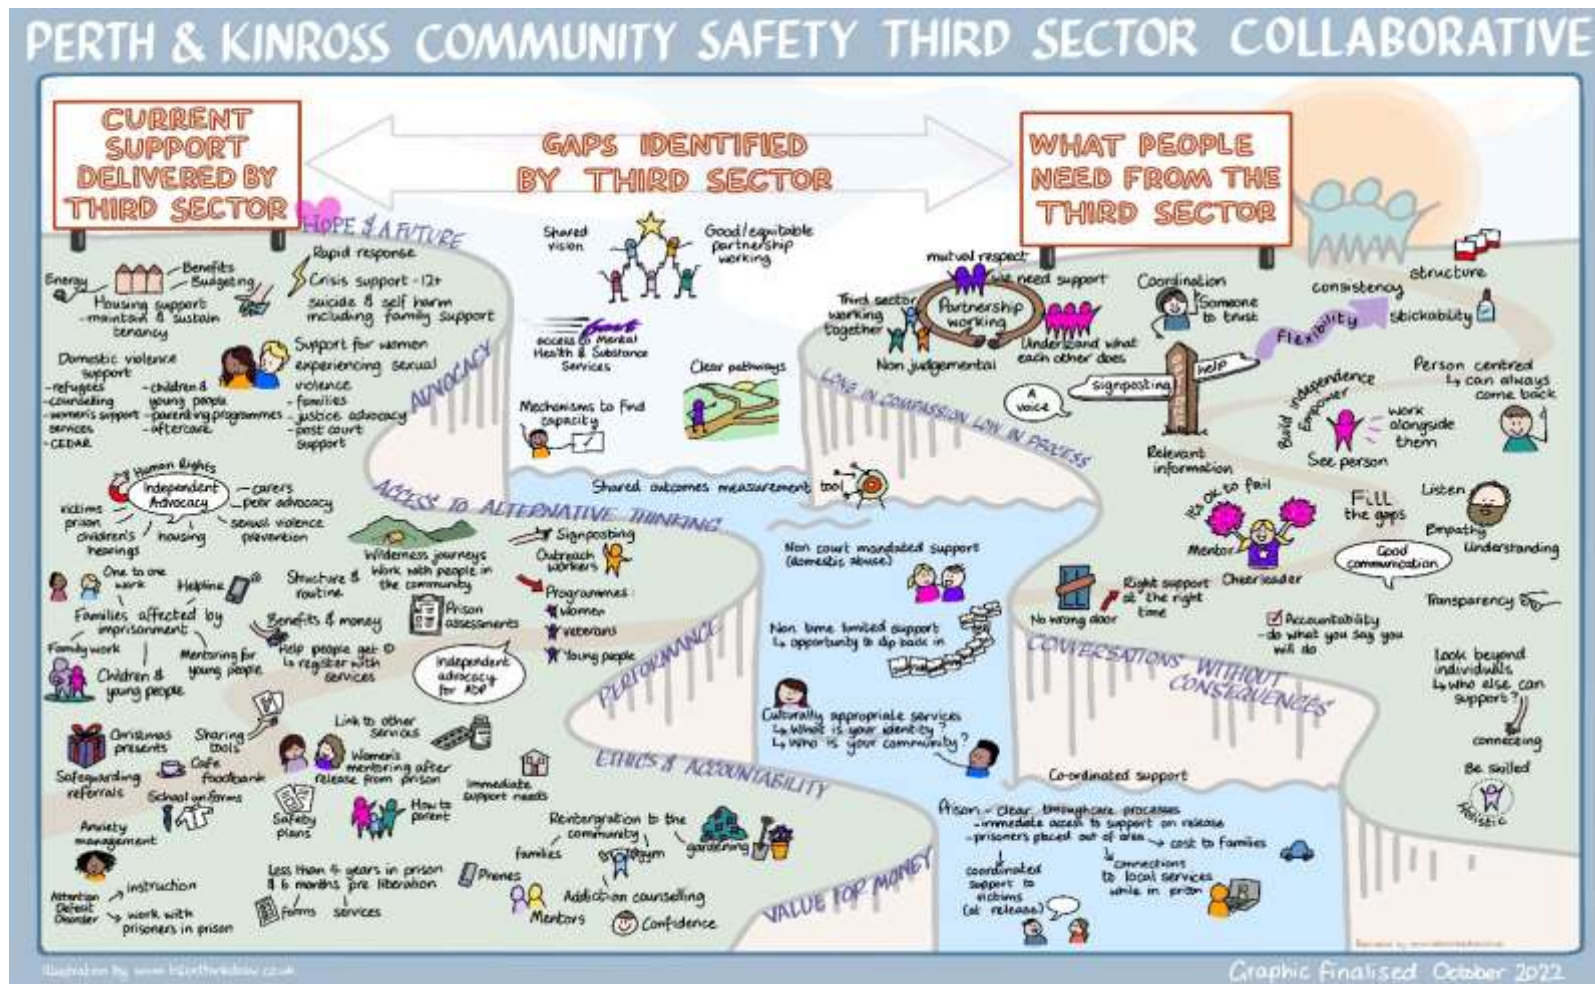 PERTH & KINROSS COMMUNITY SAFETY THIRD SECTOR COLLABORATIVE
CURRENT
SUPPORT
DELIVERED BY
THIRD SECTOR
HOPE & A FUTURE
Energy
Benefits
Budgeting
Housing support
- maintain & sustain
tenancy
Rapid response
Crisis support - 12+
suicide & self harm
including family support
Domestic violence
support
- refugees
- counselling
- women's support
services
- CEDAR
- children &
young people
- parenting programmes
- aftercare
Support for women
experiencing sexual
violence
- families
- justice advocacy
- post court
support
ADVOCACY
Human Rights
Independent
Advocacy
victims
prison
children's
hearings
housing
carers
peer advocacy
sexual violence
prevention
ACCESS TO ALTERNATIVE THINKING
One to one
work
Helpline
Families affected by
imprisonment
Family work
Children &
young people
Mentoring for
young people
Structure &
routine
Wilderness journeys
Work with people in
the community
Signposting
Outreach
workers
Programmes:
Women
Veterans
Young people
Prison
assessments
Benefits & money
Help people get ID
↳ register with
services
Independent
advocacy
for ADP
PERFORMANCE
Christmas
presents
Sharing
tools
Link to other
services
Women's
mentoring after
release from prison
Safeguarding
referrals
Cafe
foodbank
School uniforms
Safety
plans
How to
parent
Immediate
support needs
ETHICS & ACCOUNTABILITY
Anxiety
management
Attention
Deficit
Disorder
instruction
work with
prisoners in prison
Less than 4 years in prison
& 6 months pre liberation
forms
services
Phones
Reintergration to the
community
families
gym
gardening
Addiction counselling
Mentors
Confidence
VALUE FOR MONEY
GAPS IDENTIFIED
BY THIRD SECTOR
Shared
vision
Good/equitable
partnership
working
access to Mental
Health & Substance
Services
Clear pathways
Mechanisms to find
capacity
Shared outcomes measurement tool
Non court mandated support
(domestic abuse)
Non time limited support
↳ opportunity to dip back in
Culturally appropriate services
↳ What is your identity?
↳ Who is your community?
Co-ordinated support
Prison - clear throughcare processes
- immediate access to support on release
- prisoners placed out of area
cost to families
coordinated
support to
victims
(at release)
connections
to local services
while in prison
WHAT PEOPLE
NEED FROM THE
THIRD SECTOR
mutual respect
We need support
Third sector
working
together
Partnership
working
Understand what
each other does
Non judgemental
Coordination
Someone
to trust
consistency
structure
Flexibility
stickability
LONG IN COMPASSION LOW IN PROCESS
A
voice
signposting
help
Relevant
information
Build independence
Empower
work
alongside
them
See person
Person centred
↳ can always
come back
It's OK to fail
Mentor
Cheerleader
Fill
the gaps
Listen
Empathy
Understanding
Good
communication
No wrong door
Right support
at the right
time
Transparency
Accountability
- do what you say you
will do
CONVERSATIONS WITHOUT
CONSEQUENCES
Look beyond
individuals
↳ who else can
support?
connecting
Be skilled
Holistic
Graphic Finalised October 2022